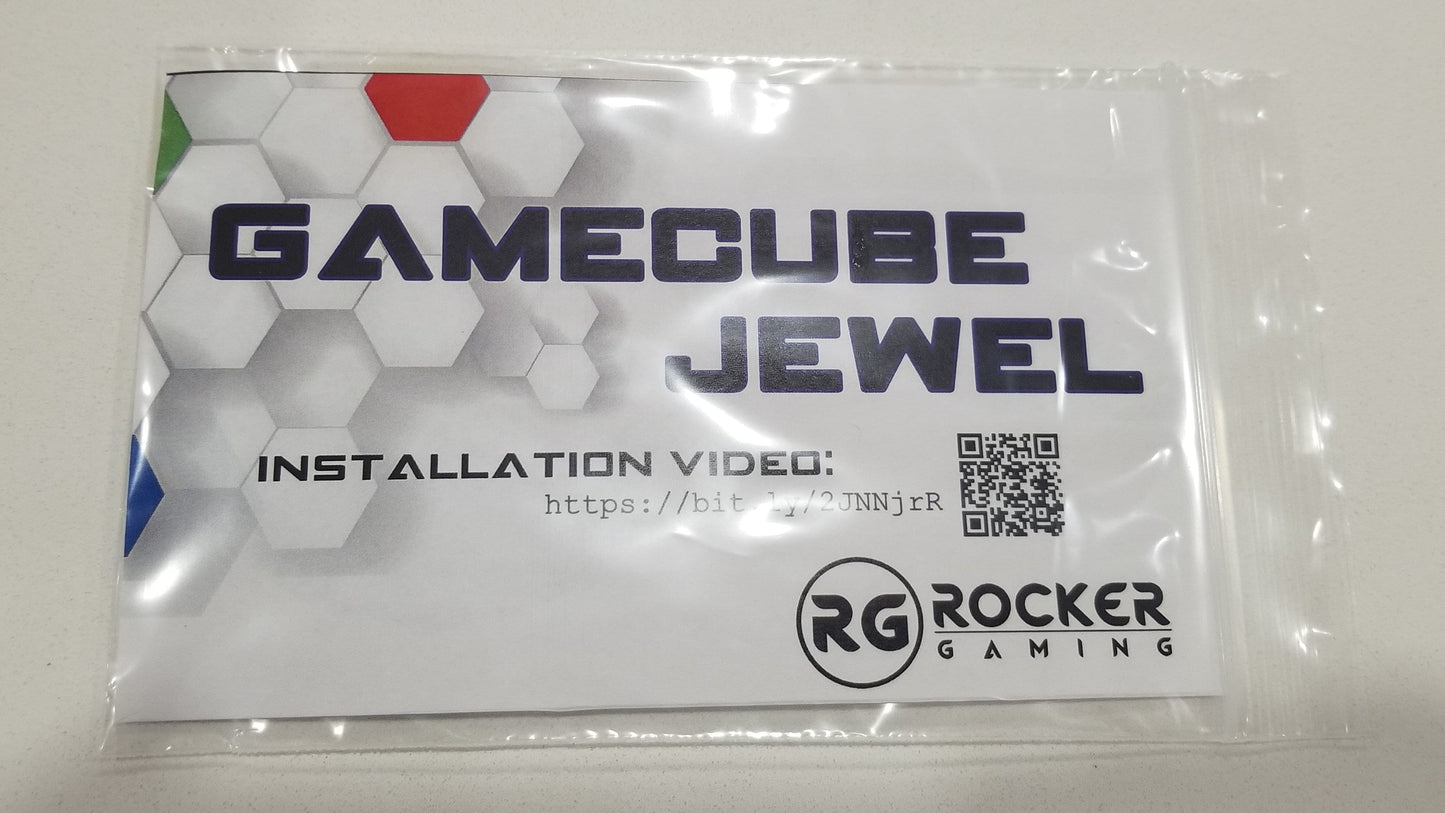 GAMECUBE
JEWEL
INSTALLATION VIDEO:
https://bit.ly/2JNNjrR
RG ROCKER
GAMING